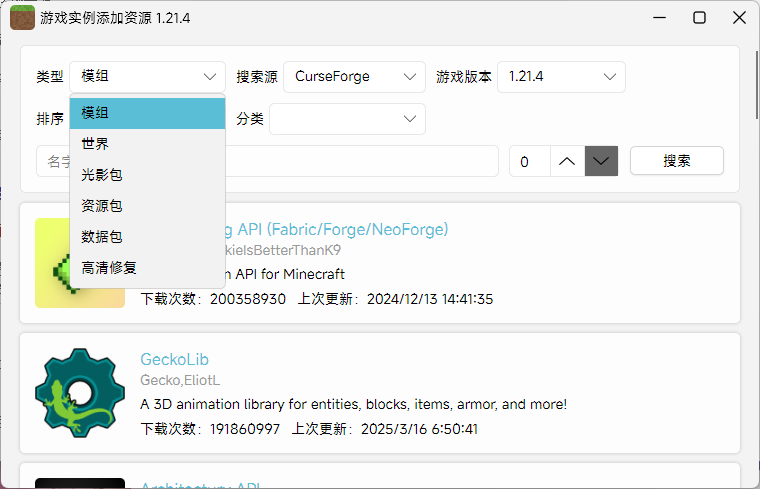 游戏实例添加资源 1.21.4
类型 模组 搜索源 CurseForge 游戏版本 1.21.4
排序 分类
模组
世界
光影包
资源包
数据包
高清修复
名字 0 搜索
g API (Fabric/Forge/NeoForge)
kieIsBetterThanK9
n API for Minecraft
下载次数：200358930 上次更新：2024/12/13 14:41:35
GeckoLib
Gecko,EliotL
A 3D animation library for entities, blocks, items, armor, and more!
下载次数：191860997 上次更新：2025/3/16 6:50:41
Architectury API